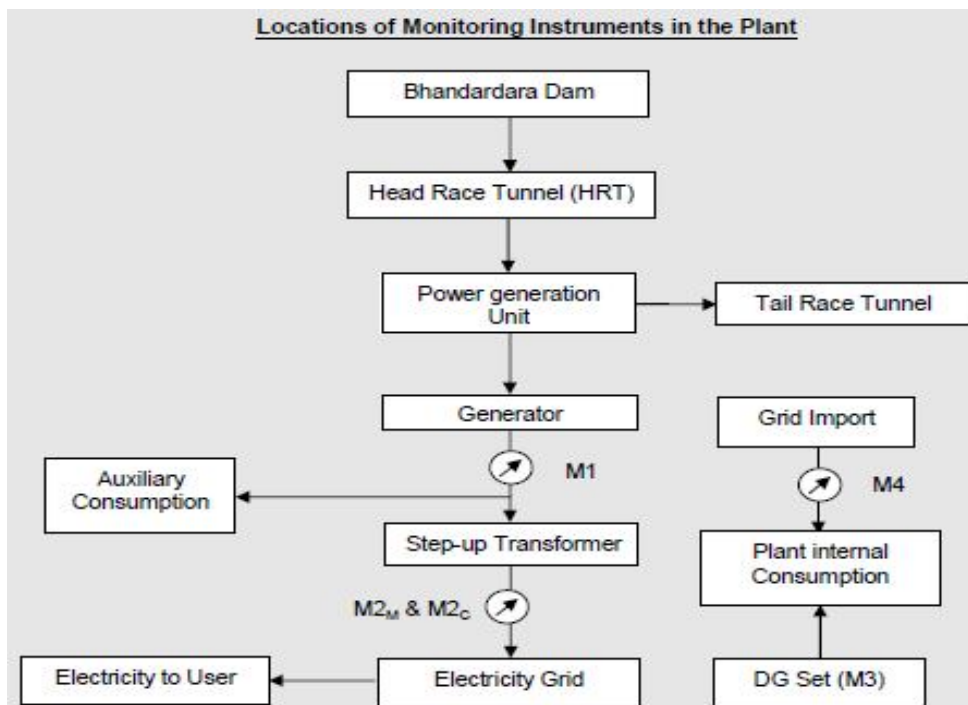 Locations of Monitoring Instruments in the Plant
Bhandardara Dam
Head Race Tunnel (HRT)
Power generation
Unit
Tail Race Tunnel
Generator
Grid Import
M1
M4
Auxiliary
Consumption
Step-up Transformer
Plant internal
Consumption
M2M & M2C
Electricity to User
Electricity Grid
DG Set (M3)